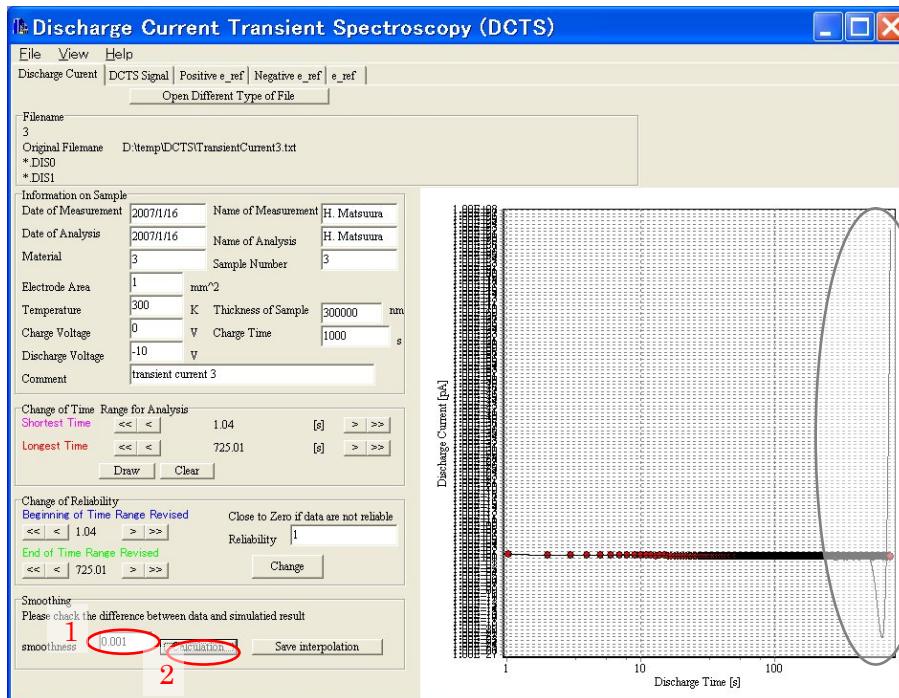 Discharge Current Transient Spectroscopy (DCTS)
File View Help
Discharge Curent DCTS Signal Positive e_ref Negative e_ref e_ref
Open Different Type of File
Filename
3
Original Filemane D:\temp\DCTS\TransientCurrent3.txt
*.DIS0
*.DIS1
Information on Sample
Date of Measurement 2007/1/16 Name of Measurement H. Matsuura
Date of Analysis 2007/1/16 Name of Analysis H. Matsuura
Material 3 Sample Number 3
Electrode Area 1 mm^2
Temperature 300 K Thickness of Sample 300000 nm
Charge Voltage 0 V Charge Time 1000 s
Discharge Voltage -10 V
Comment transient current 3
Change of Time Range for Analysis
Shortest Time << < 1.04 [s] > >>
Longest Time << < 725.01 [s] > >>
Draw Clear
Change of Reliability
Beginning of Time Range Revised Close to Zero if data are not reliable
<< < 1.04 > >> Reliability 1
End of Time Range Revised
<< < 725.01 > >> Change
Smoothing
Please chack the difference between data and simulatied result
1
smoothness 0.001 Save interpolation
2
Discharge Current [pA]
1 10 100
Discharge Time [s]